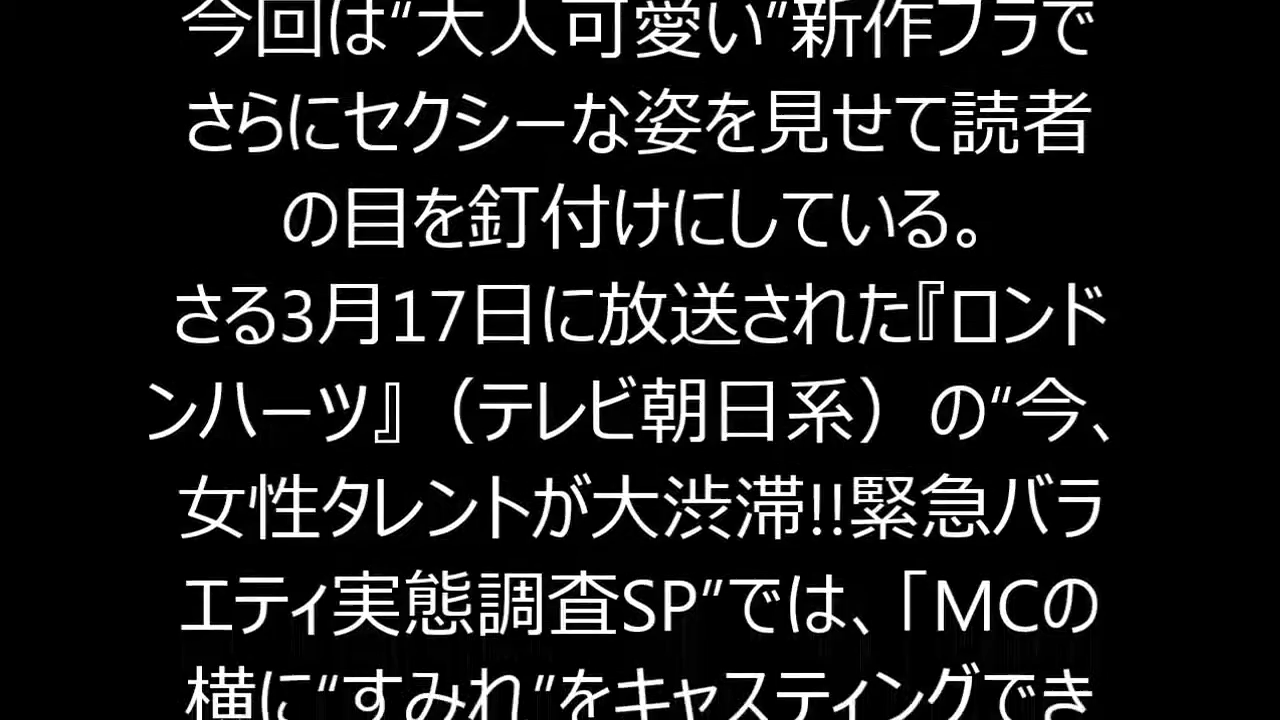 今回は“大人可愛い”新作ブラで
さらにセクシーな姿を見せて読者
の目を釘付けにしている。
さる3月17日に放送された『ロンド
ンハーツ』（テレビ朝日系）の“今、
女性タレントが大渋滞!!緊急バラ
エティ実態調査SP”では、「MCの
横に“すみれ”をキャスティングでき